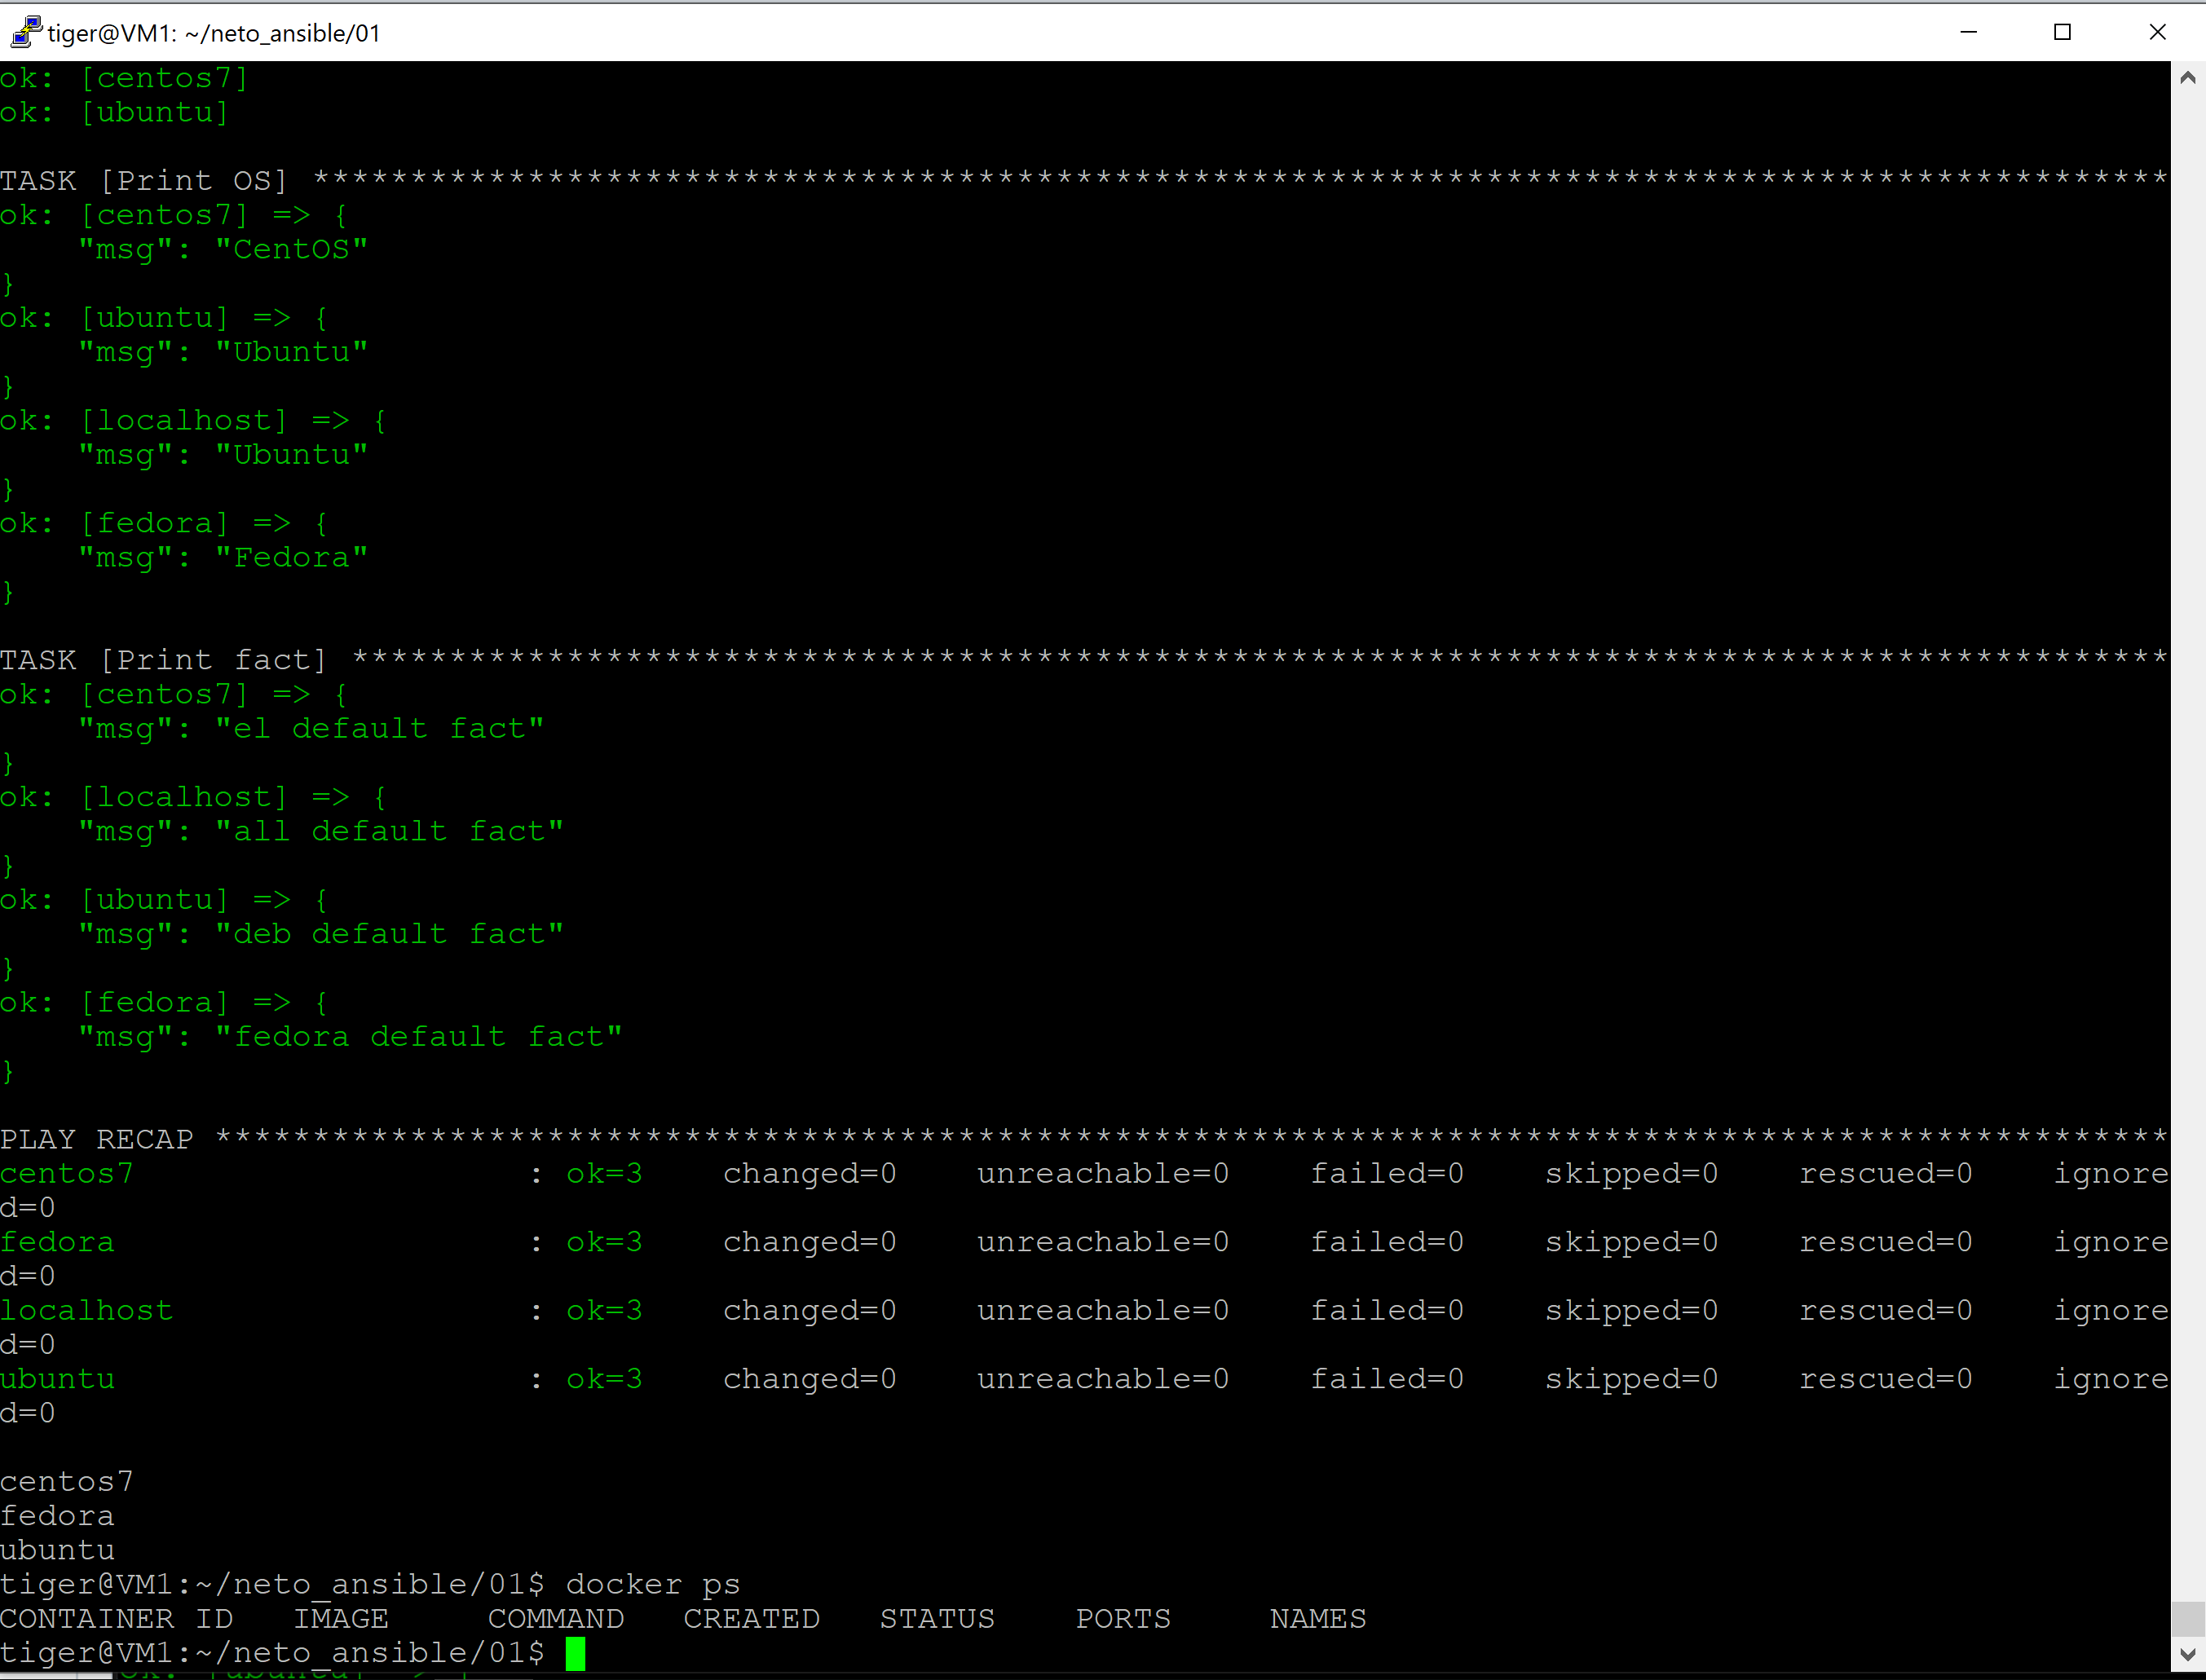 tiger@VM1: ~/neto_ansible/01
ok: [centos7]
ok: [ubuntu]
TASK [Print OS] ***********************************************************************************************
ok: [centos7] => {
    "msg": "CentOS"
}
ok: [ubuntu] => {
    "msg": "Ubuntu"
}
ok: [localhost] => {
    "msg": "Ubuntu"
}
ok: [fedora] => {
    "msg": "Fedora"
}
TASK [Print fact] *********************************************************************************************
ok: [centos7] => {
    "msg": "el default fact"
}
ok: [localhost] => {
    "msg": "all default fact"
}
ok: [ubuntu] => {
    "msg": "deb default fact"
}
ok: [fedora] => {
    "msg": "fedora default fact"
}
PLAY RECAP ****************************************************************************************************
centos7                    : ok=3    changed=0    unreachable=0    failed=0    skipped=0    rescued=0    ignore
d=0
fedora                     : ok=3    changed=0    unreachable=0    failed=0    skipped=0    rescued=0    ignore
d=0
localhost                  : ok=3    changed=0    unreachable=0    failed=0    skipped=0    rescued=0    ignore
d=0
ubuntu                     : ok=3    changed=0    unreachable=0    failed=0    skipped=0    rescued=0    ignore
d=0
centos7
fedora
ubuntu
tiger@VM1:~/neto_ansible/01$ docker ps
CONTAINER ID   IMAGE     COMMAND   CREATED   STATUS    PORTS     NAMES
tiger@VM1:~/neto_ansible/01$